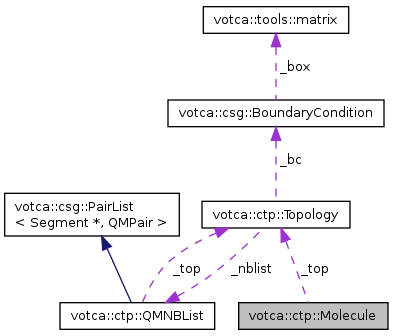 votca::tools::matrix
_box
votca::csg::BoundaryCondition
_bc
votca::csg::PairList
< Segment *, QMPair >
votca::ctp::Topology
_top
_nblist
_top
votca::ctp::QMNBList
votca::ctp::Molecule